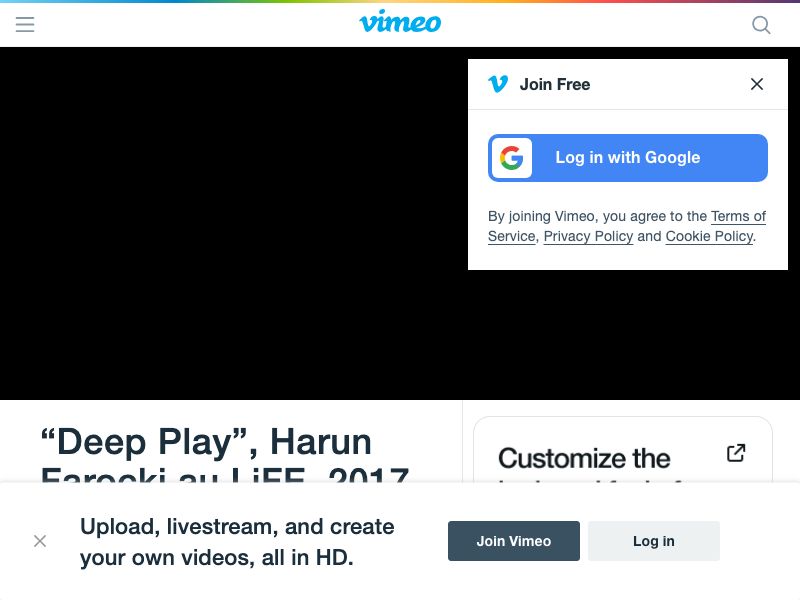 vimeo
Join Free
Log in with Google
By joining Vimeo, you agree to the Terms of
Service, Privacy Policy and Cookie Policy.
“Deep Play”, Harun
Farocki au LiFE, 2017
Customize the
Upload, livestream, and create
your own videos, all in HD.
Join Vimeo
Log in